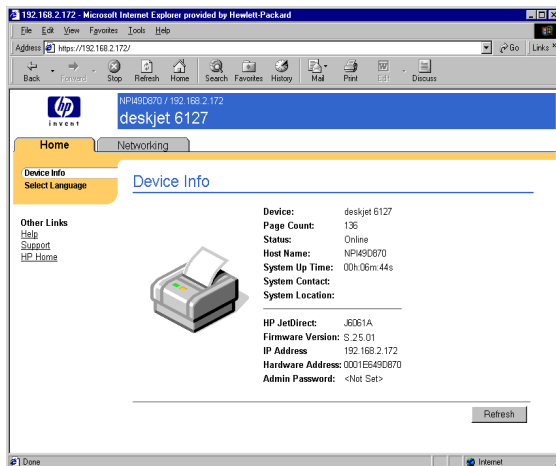 192.168.2.172 - Microsoft Internet Explorer provided by Hewlett-Packard
File Edit View Favorites Tools Help
Address https://192.168.2.172/ Go Links »
Back Forward Stop Refresh Home Search Favorites History Mail Print Edit Discuss
hp
invent
NPI49D870 / 192.168.2.172
deskjet 6127
Home Networking
Device Info
Select Language
Other Links
Help
Support
HP Home
Device Info
Device: deskjet 6127
Page Count: 136
Status: Online
Host Name: NPI49D870
System Up Time: 00h:06m:44s
System Contact:
System Location:
HP JetDirect: J6061A
Firmware Version: S.25.01
IP Address 192.168.2.172
Hardware Address: 0001E649D870
Admin Password: <Not Set>
Refresh
Done Internet